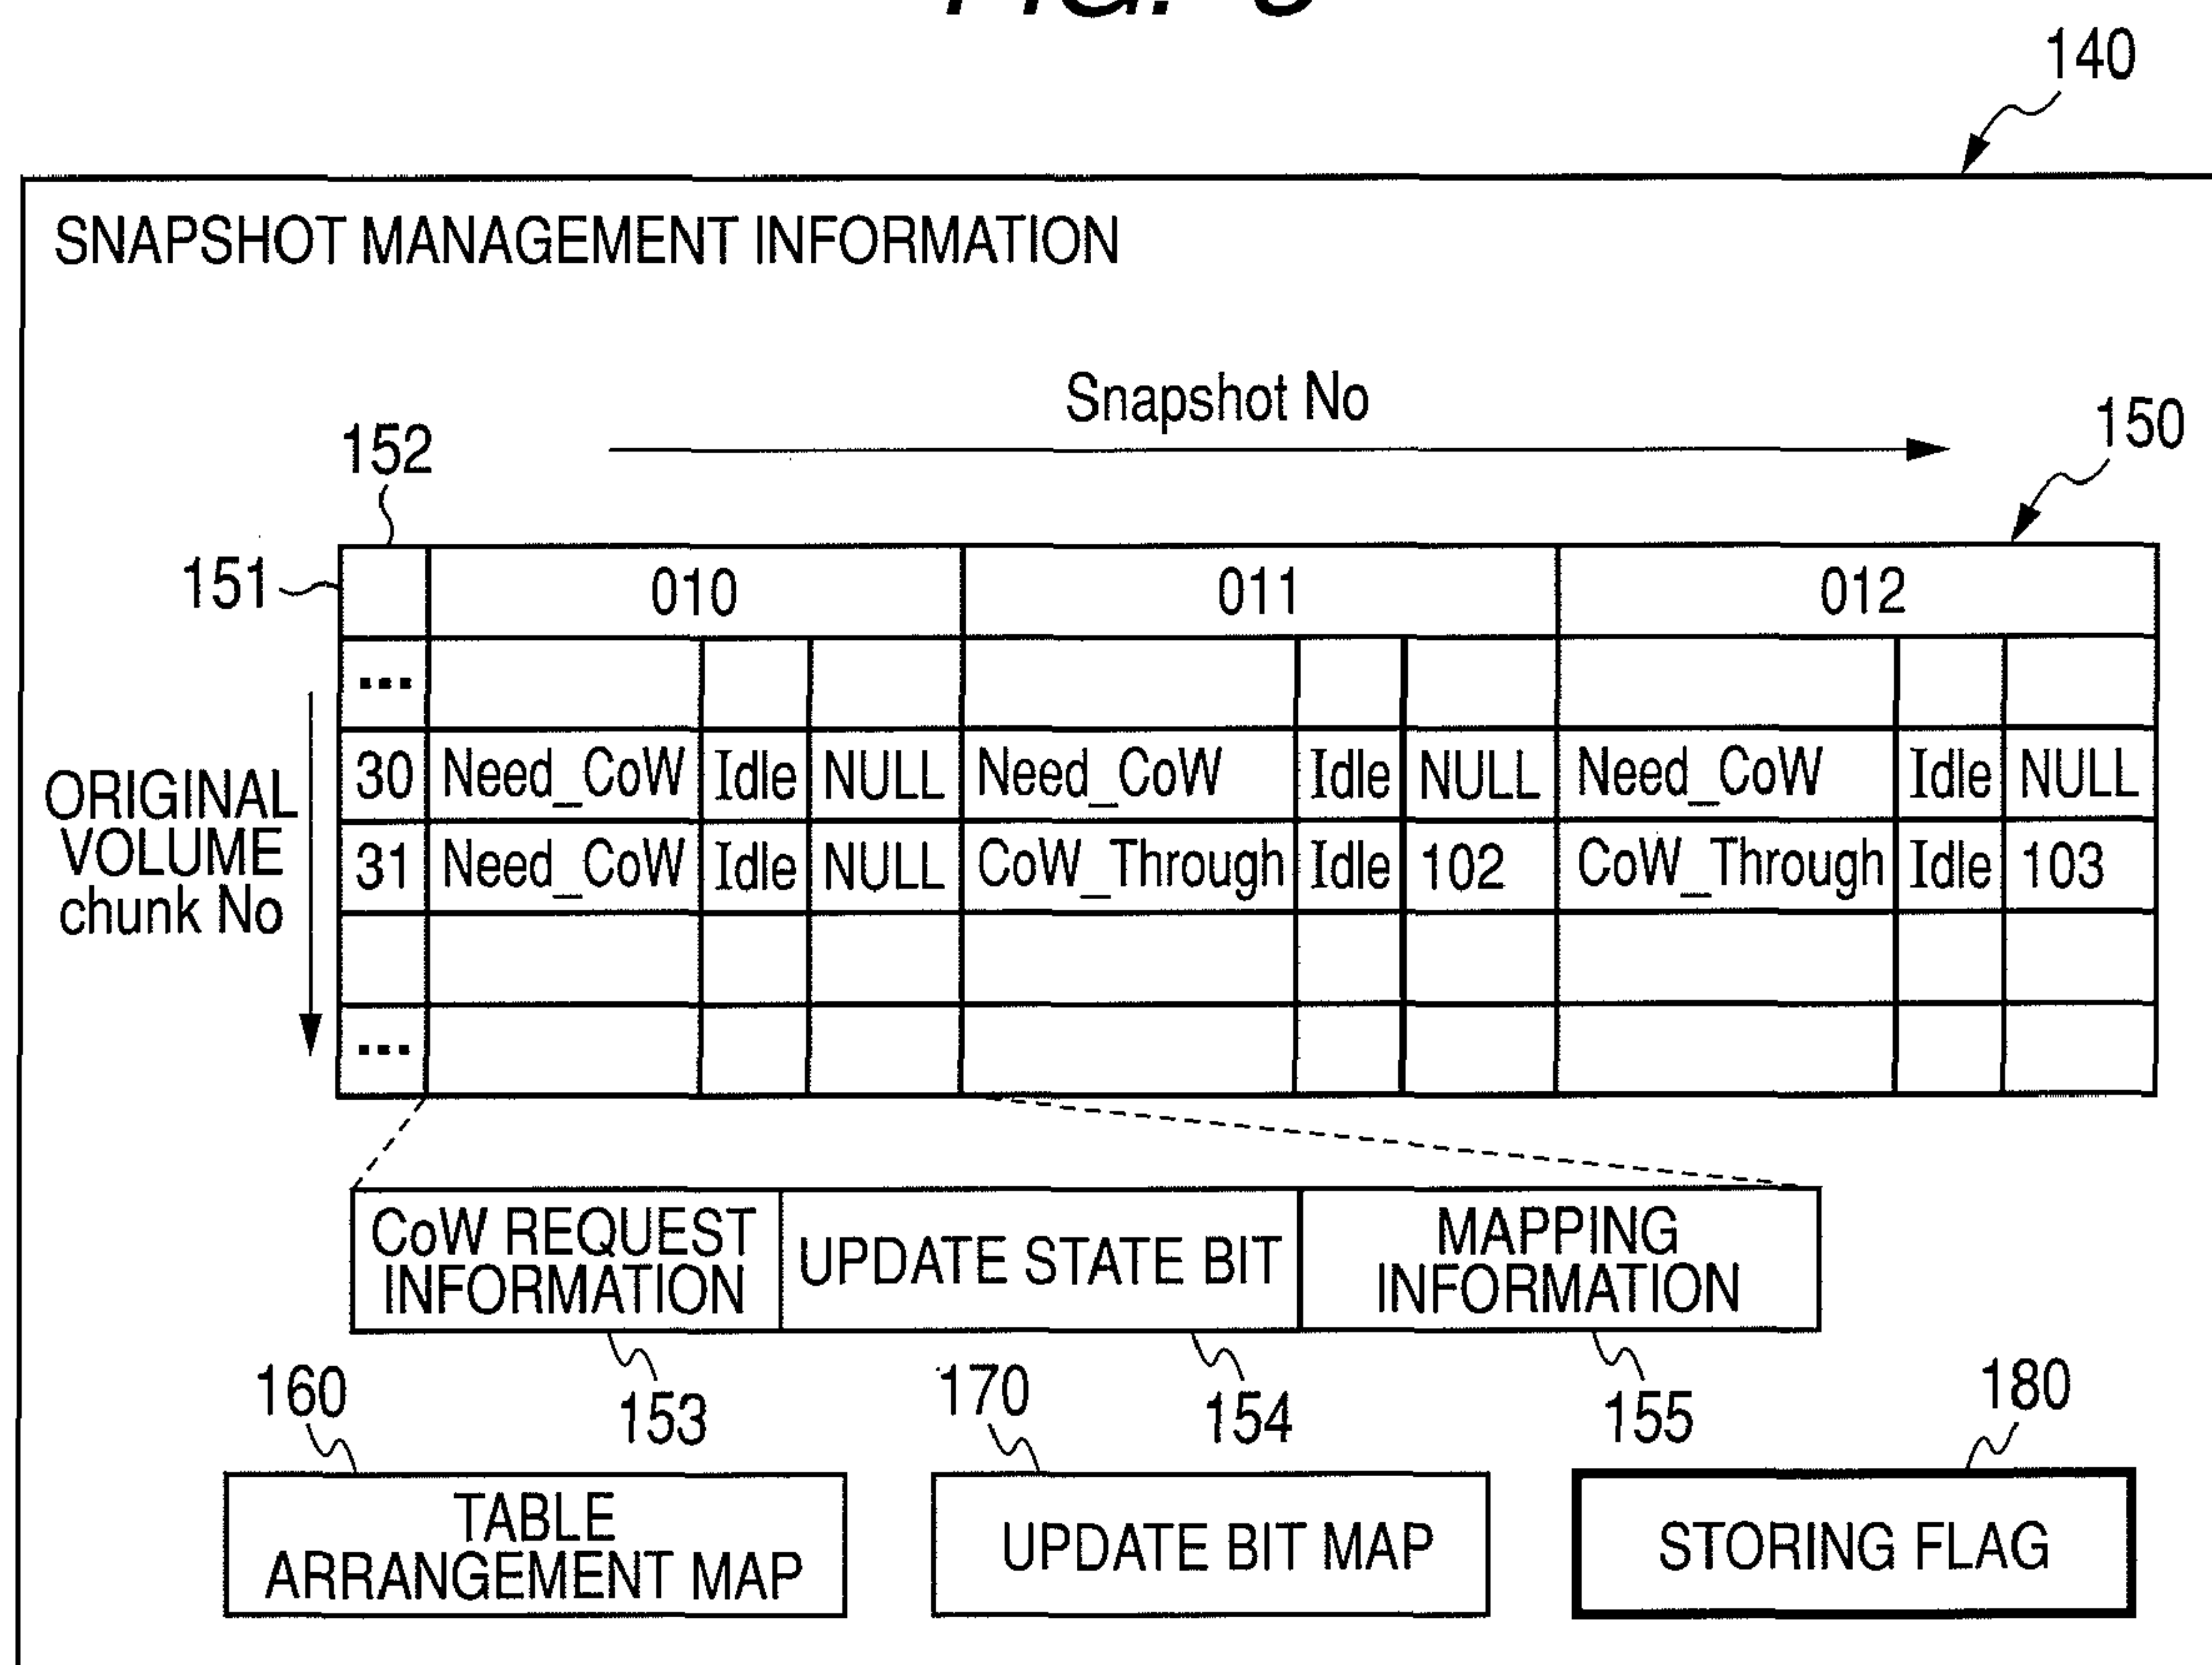 140
SNAPSHOT MANAGEMENT INFORMATION
Snapshot No
150
152
151
010 011 012
...
30 Need_CoW Idle NULL Need_CoW Idle NULL Need_CoW Idle NULL
31 Need_CoW Idle NULL CoW_Through Idle 102 CoW_Through Idle 103
...
ORIGINAL
VOLUME
chunk No
CoW REQUEST
INFORMATION
UPDATE STATE BIT
MAPPING
INFORMATION
153
154
155
160
170
180
TABLE
ARRANGEMENT MAP
UPDATE BIT MAP
STORING FLAG